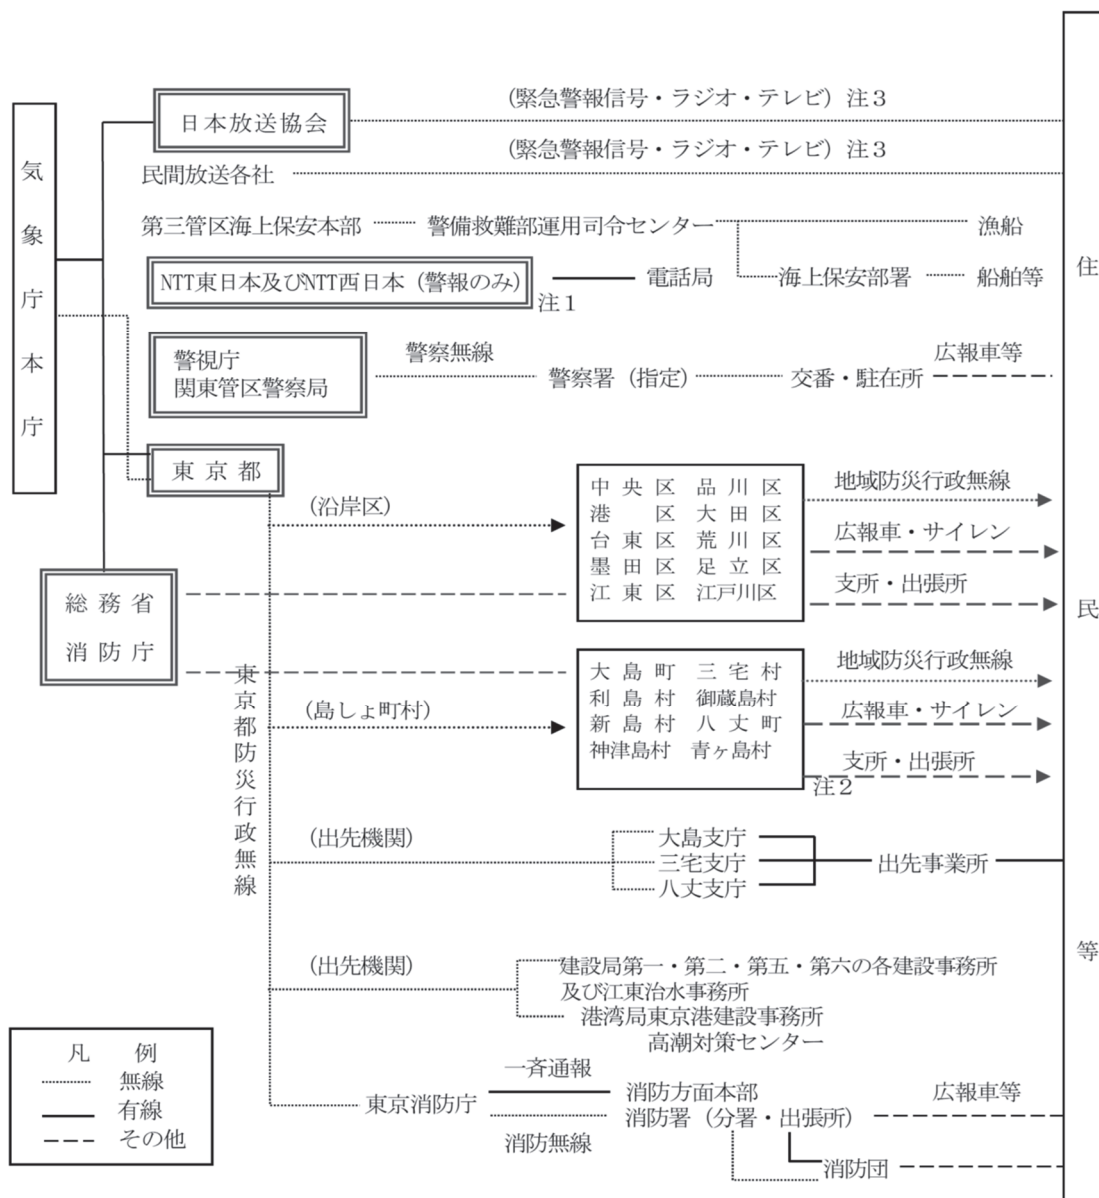 気象庁本庁
日本放送協会
(緊急警報信号・ラジオ・テレビ) 注3
民間放送各社
(緊急警報信号・ラジオ・テレビ) 注3
第三管区海上保安本部
警備救難部運用司令センター
漁船
海上保安部署
船舶等
NTT東日本及びNTT西日本(警報のみ)
注1
電話局
警視庁
関東管区警察局
警察無線
警察署(指定)
交番・駐在所
広報車等
東京都
総務省
消防庁
東京都防災行政無線
(沿岸区)
中央区 品川区
港 区 大田区
台東区 荒川区
墨田区 足立区
江東区 江戸川区
地域防災行政無線
広報車・サイレン
支所・出張所
(島しょ町村)
大島町 三宅村
利島村 御蔵島村
新島村 八丈町
神津島村 青ヶ島村
注2
地域防災行政無線
広報車・サイレン
支所・出張所
(出先機関)
大島支庁
三宅支庁
八丈支庁
出先事業所
(出先機関)
建設局第一・第二・第五・第六の各建設事務所
及び江東治水事務所
港湾局東京港建設事務所
高潮対策センター
東京消防庁
一斉通報
消防無線
消防方面本部
消防署(分署・出張所)
広報車等
消防団
住民等
凡 例
無線
有線
その他